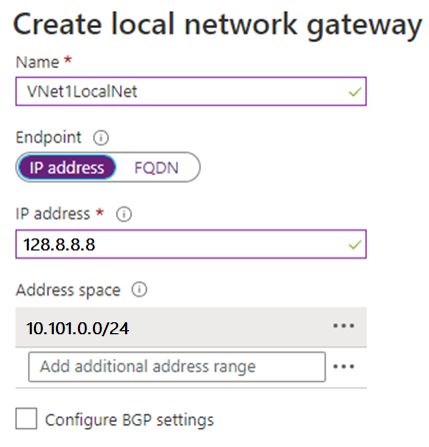 Create local network gateway
Name *
VNet1LocalNet
Endpoint
IP address FQDN
IP address *
128.8.8.8
Address space
10.101.0.0/24
Add additional address range
Configure BGP settings